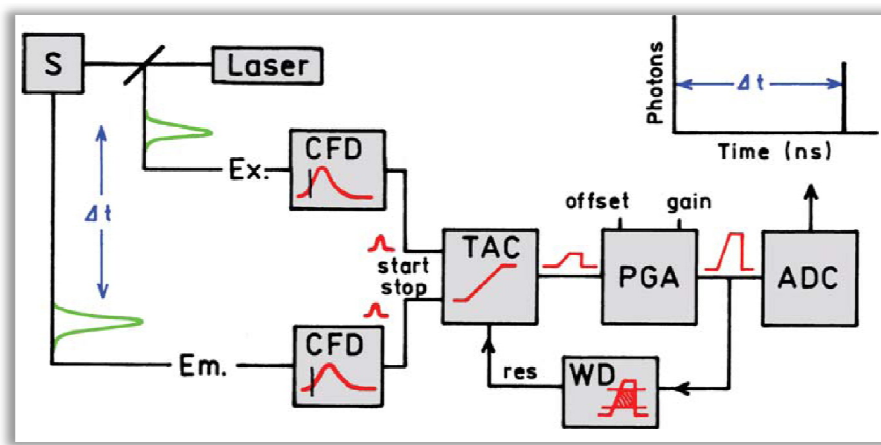 S
Laser
Δt
Ex.
CFD
Em.
CFD
start
stop
TAC
res
offset
gain
PGA
WD
ADC
Photons
Δt
Time (ns)